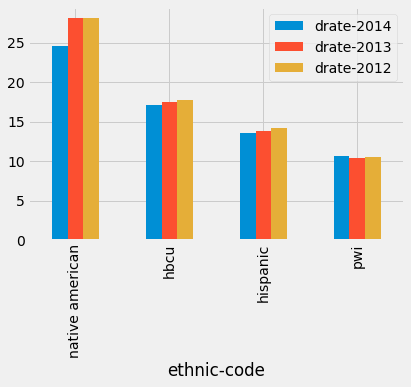 drate-2014
drate-2013
drate-2012
25
20
15
10
5
0
native american
hbcu
hispanic
pwi
ethnic-code